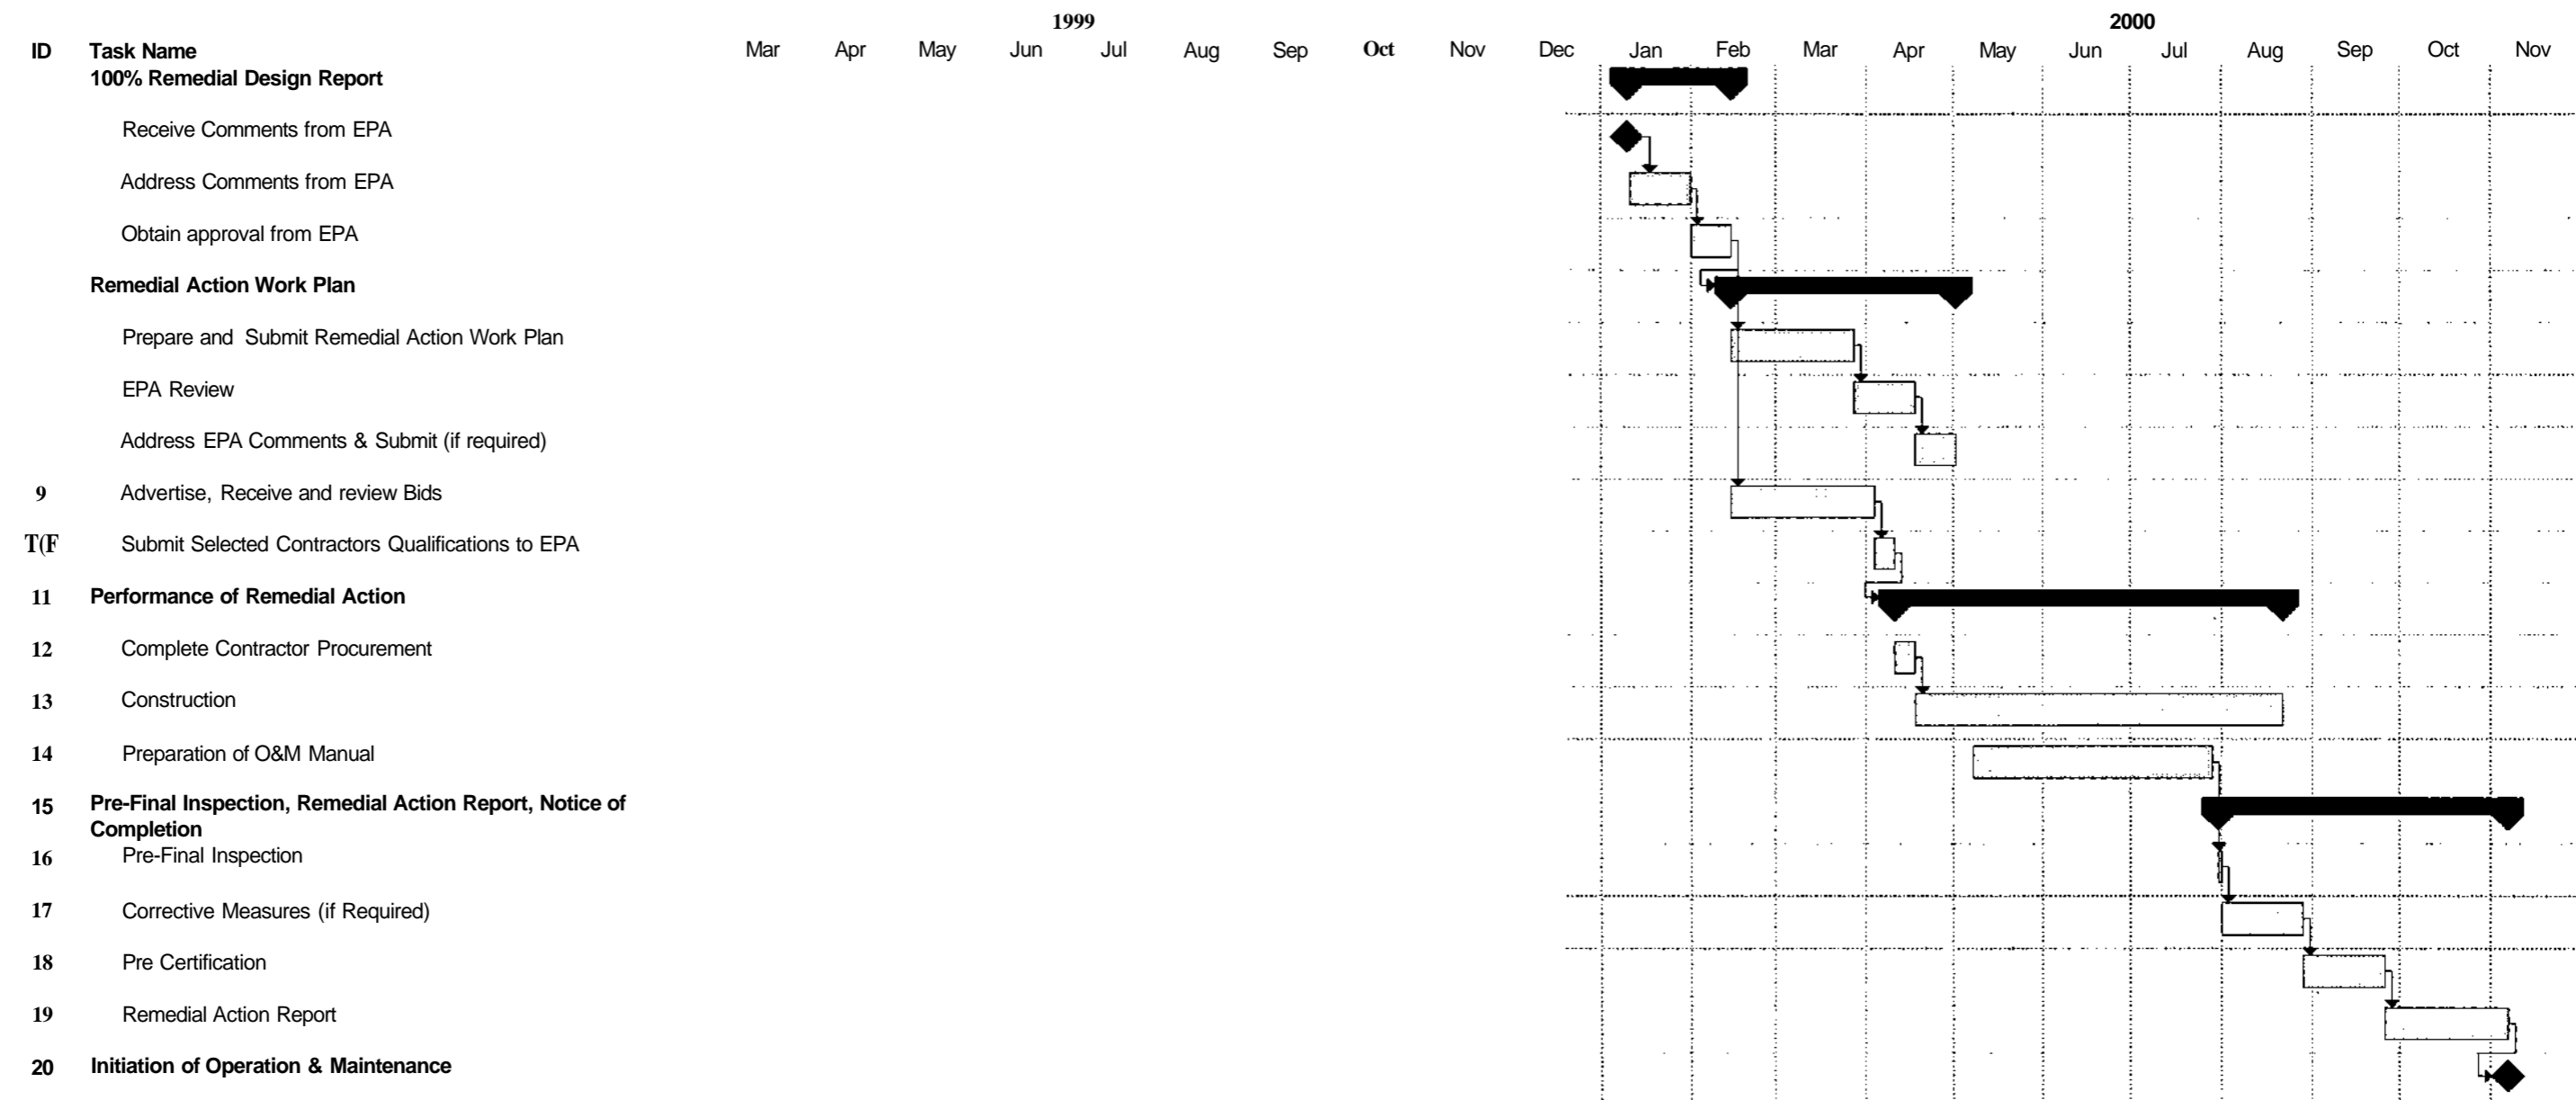 1999 2000
ID Task Name Mar Apr May Jun Jul Aug Sep Oct Nov Dec Jan Feb Mar Apr May Jun Jul Aug Sep Oct Nov
100% Remedial Design Report
Receive Comments from EPA
Address Comments from EPA
Obtain approval from EPA
Remedial Action Work Plan
Prepare and Submit Remedial Action Work Plan
EPA Review
Address EPA Comments & Submit (if required)
9 Advertise, Receive and review Bids
T(F Submit Selected Contractors Qualifications to EPA
11 Performance of Remedial Action
12 Complete Contractor Procurement
13 Construction
14 Preparation of O&M Manual
15 Pre-Final Inspection, Remedial Action Report, Notice of
Completion
16 Pre-Final Inspection
17 Corrective Measures (if Required)
18 Pre Certification
19 Remedial Action Report
20 Initiation of Operation & Maintenance